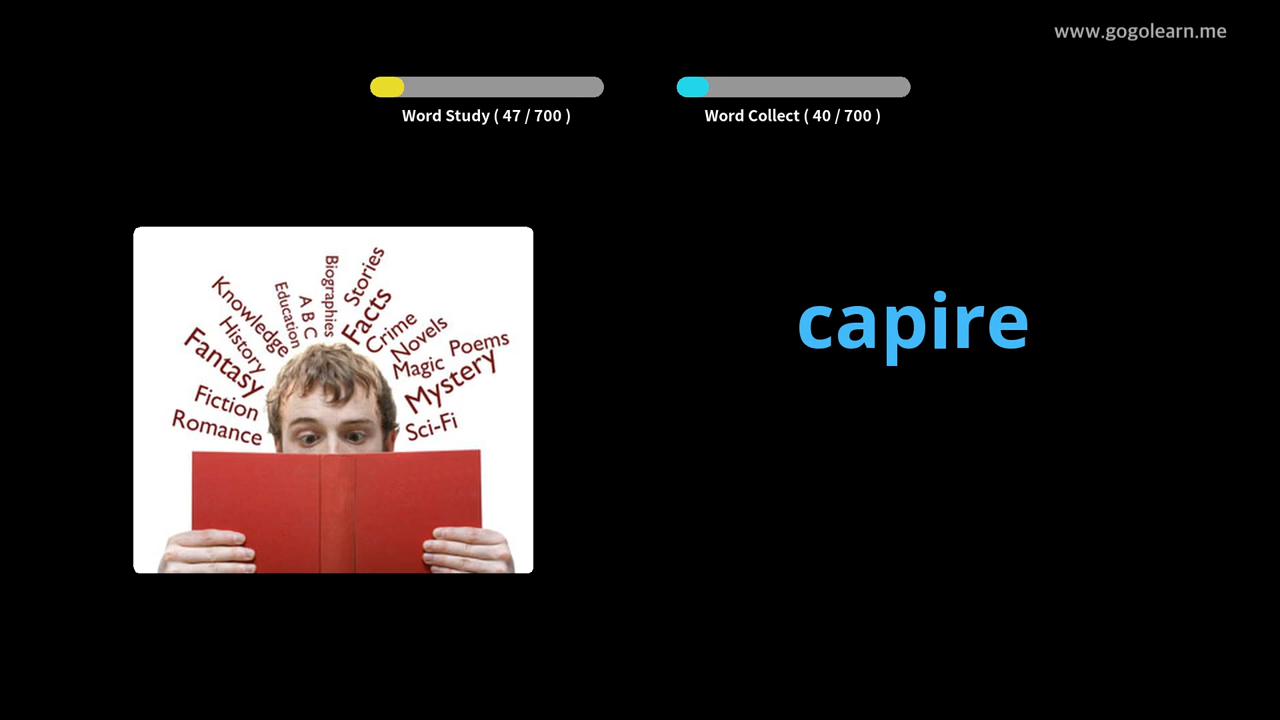 www.gogolearn.me
Word Study ( 47 / 700 )
Word Collect ( 40 / 700 )
capire
Biographies
Stories
Education
A B C
Facts
Knowledge
History
Crime
Novels
Poems
Fantasy
Magic
Mystery
Fiction
Romance
Sci-Fi